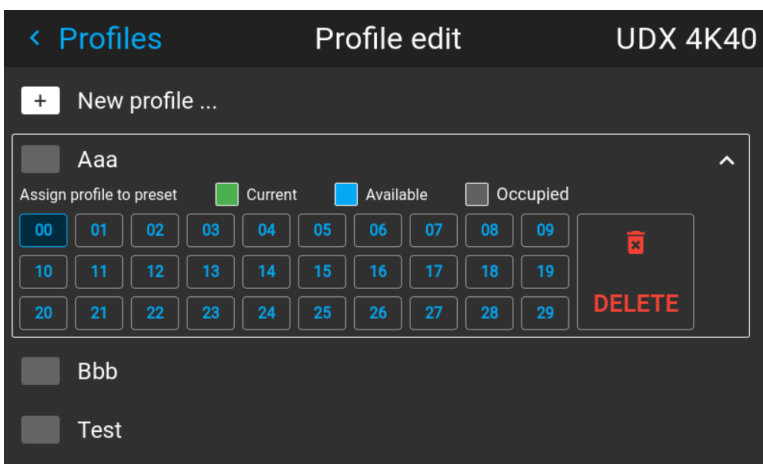 Profiles Profile edit UDX 4K40
+ New profile ...
Aaa
Assign profile to preset Current Available Occupied
00 01 02 03 04 05 06 07 08 09
10 11 12 13 14 15 16 17 18 19
20 21 22 23 24 25 26 27 28 29
DELETE
Bbb
Test